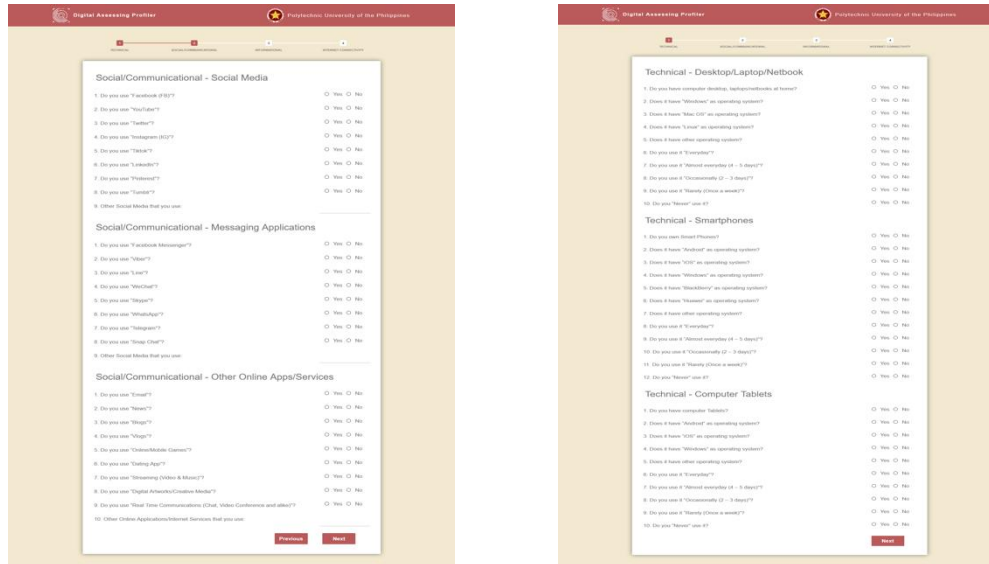 Digital Assessing Profiler
Polytechnic University of the Philippines
1
2
3
4
TECHNICAL
SOCIAL/COMMUNICATIONAL
INFORMATIONAL
INTERNET CONNECTIVITY
Social/Communicational - Social Media
1. Do you use "Facebook (FB)"? Yes No
2. Do you use "YouTube"? Yes No
3. Do you use "Twitter"? Yes No
4. Do you use "Instagram (IG)"? Yes No
5. Do you use "Tiktok"? Yes No
6. Do you use "LinkedIn"? Yes No
7. Do you use "Pinterest"? Yes No
8. Do you use "Tumblr"? Yes No
9. Other Social Media that you use:
Social/Communicational - Messaging Applications
1. Do you use "Facebook Messenger"? Yes No
2. Do you use "Viber"? Yes No
3. Do you use "Line"? Yes No
4. Do you use "WeChat"? Yes No
5. Do you use "Skype"? Yes No
6. Do you use "WhatsApp"? Yes No
7. Do you use "Telegram"? Yes No
8. Do you use "Snap Chat"? Yes No
9. Other Social Media that you use:
Social/Communicational - Other Online Apps/Services
1. Do you use "Email"? Yes No
2. Do you use "News"? Yes No
3. Do you use "Blogs"? Yes No
4. Do you use "Vlogs"? Yes No
5. Do you use "Online/Mobile Games"? Yes No
6. Do you use "Dating App"? Yes No
7. Do you use "Streaming (Video & Music)"? Yes No
8. Do you use "Digital Artworks/Creative Media"? Yes No
9. Do you use "Real Time Communications (Chat, Video Conference and alike)"? Yes No
10. Other Online Applications/Internet Services that you use:
Previous
Next
Digital Assessing Profiler
Polytechnic University of the Philippines
1
2
3
4
TECHNICAL
SOCIAL/COMMUNICATIONAL
INFORMATIONAL
INTERNET CONNECTIVITY
Technical - Desktop/Laptop/Netbook
1. Do you have computer desktop, laptops/netbooks at home? Yes No
2. Does it have "Windows" as operating system? Yes No
3. Does it have "Mac OS" as operating system? Yes No
4. Does it have "Linux" as operating system? Yes No
5. Does it have other operating system? Yes No
6. Do you use it "Everyday"? Yes No
7. Do you use it "Almost everyday (4 – 5 days)"? Yes No
8. Do you use it "Occasionally (2 – 3 days)"? Yes No
9. Do you use it "Rarely (Once a week)"? Yes No
10. Do you "Never" use it? Yes No
Technical - Smartphones
1. Do you own Smart Phones? Yes No
2. Does it have "Android" as operating system? Yes No
3. Does it have "iOS" as operating system? Yes No
4. Does it have "Windows" as operating system? Yes No
5. Does it have "BlackBerry" as operating system? Yes No
6. Does it have "Huawei" as operating system? Yes No
7. Does it have other operating system? Yes No
8. Do you use it "Everyday"? Yes No
9. Do you use it "Almost everyday (4 – 5 days)"? Yes No
10. Do you use it "Occasionally (2 – 3 days)"? Yes No
11. Do you use it "Rarely (Once a week)"? Yes No
12. Do you "Never" use it? Yes No
Technical - Computer Tablets
1. Do you have computer Tablets? Yes No
2. Does it have "Android" as operating system? Yes No
3. Does it have "iOS" as operating system? Yes No
4. Does it have "Windows" as operating system? Yes No
5. Does it have other operating system? Yes No
6. Do you use it "Everyday"? Yes No
7. Do you use it "Almost everyday (4 – 5 days)"? Yes No
8. Do you use it "Occasionally (2 – 3 days)"? Yes No
9. Do you use it "Rarely (Once a week)"? Yes No
10. Do you "Never" use it? Yes No
Next